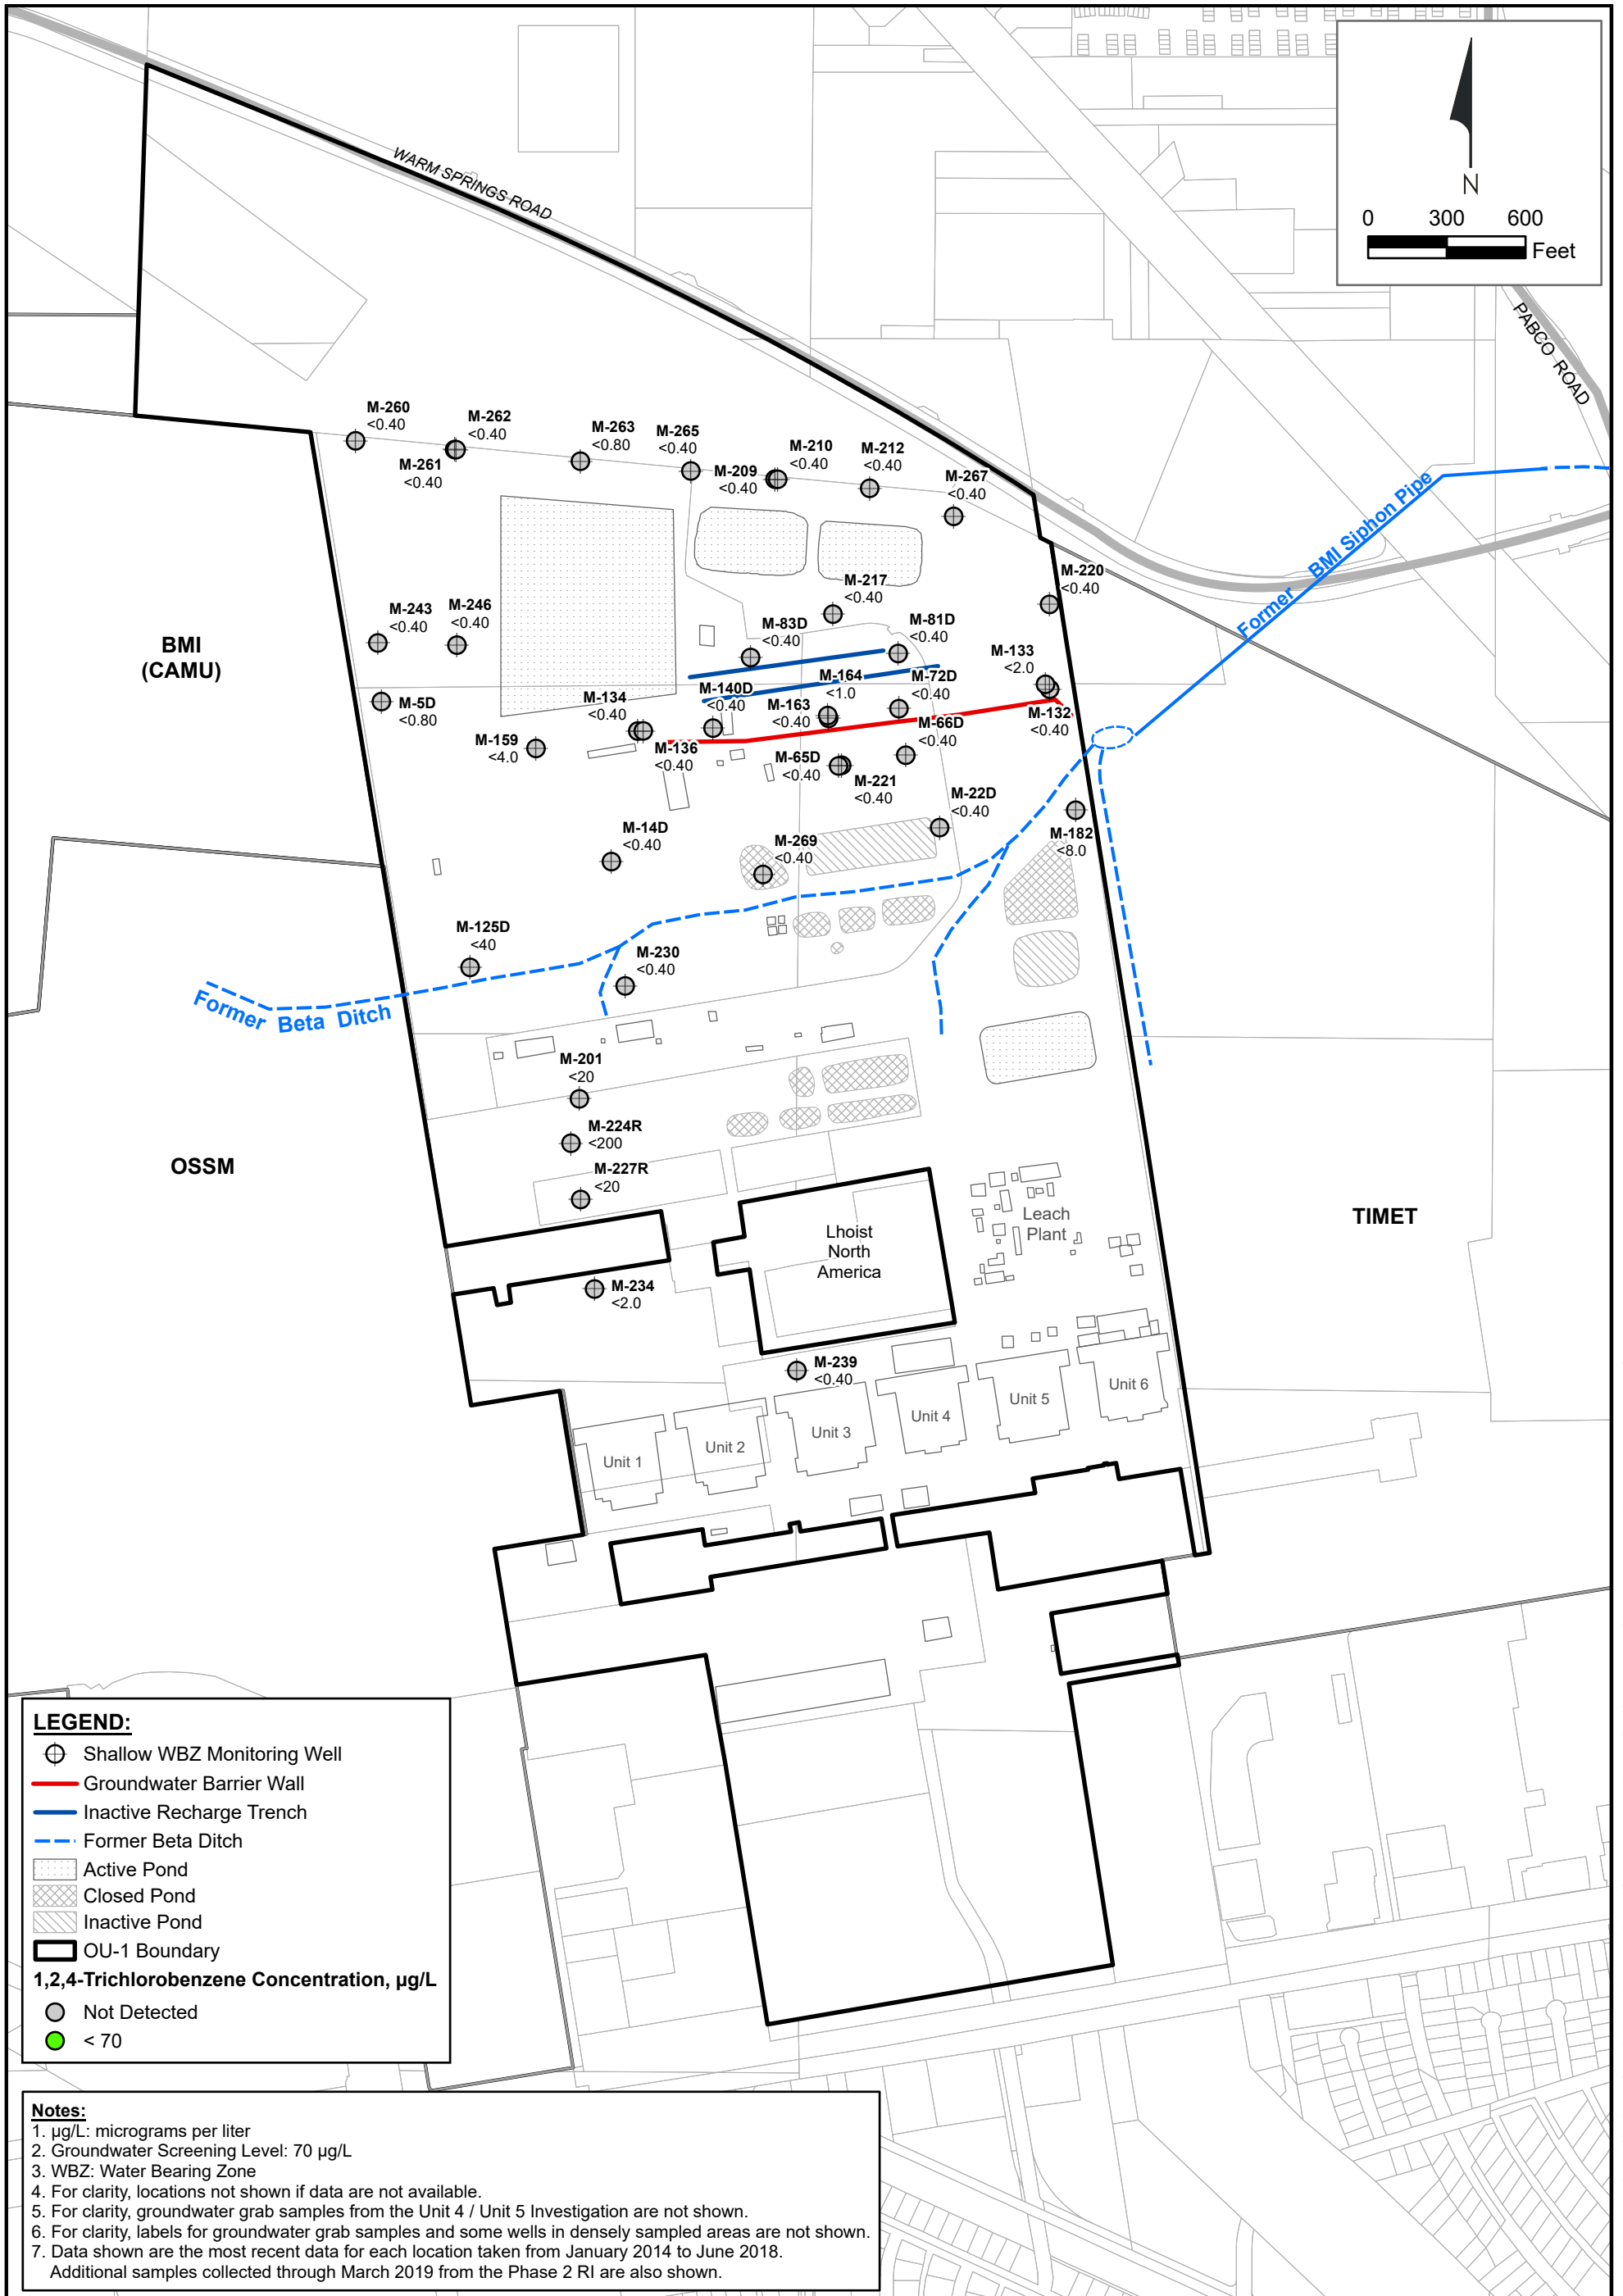 WARM SPRINGS ROAD
N
0 300 600
Feet
PABCO ROAD
M-260
<0.40
M-262
<0.40
M-261
<0.40
M-263
<0.80
M-265
<0.40
M-209
<0.40
M-210
<0.40
M-212
<0.40
M-267
<0.40
Former BMI Siphon Pipe
M-220
<0.40
M-217
<0.40
M-243
<0.40
M-246
<0.40
M-83D
<0.40
M-81D
<0.40
BMI
(CAMU)
M-133
<2.0
M-5D
<0.80
M-134
<0.40
M-140D
<0.40
M-164
<1.0
M-163
<0.40
M-72D
<0.40
M-132
<0.40
M-159
<4.0
M-136
<0.40
M-66D
<0.40
M-65D
<0.40
M-221
<0.40
M-22D
<0.40
M-182
<8.0
M-14D
<0.40
M-269
<0.40
M-125D
<40
M-230
<0.40
Former Beta Ditch
M-201
<20
M-224R
<200
M-227R
<20
OSSM
TIMET
Leach
Plant
Lhoist
North
America
M-234
<2.0
M-239
<0.40
Unit 1
Unit 2
Unit 3
Unit 4
Unit 5
Unit 6
LEGEND:
Shallow WBZ Monitoring Well
Groundwater Barrier Wall
Inactive Recharge Trench
Former Beta Ditch
Active Pond
Closed Pond
Inactive Pond
OU-1 Boundary
1,2,4-Trichlorobenzene Concentration, µg/L
Not Detected
< 70
Notes:
1. µg/L: micrograms per liter
2. Groundwater Screening Level: 70 µg/L
3. WBZ: Water Bearing Zone
4. For clarity, locations not shown if data are not available.
5. For clarity, groundwater grab samples from the Unit 4 / Unit 5 Investigation are not shown.
6. For clarity, labels for groundwater grab samples and some wells in densely sampled areas are not shown.
7. Data shown are the most recent data for each location taken from January 2014 to June 2018.
Additional samples collected through March 2019 from the Phase 2 RI are also shown.